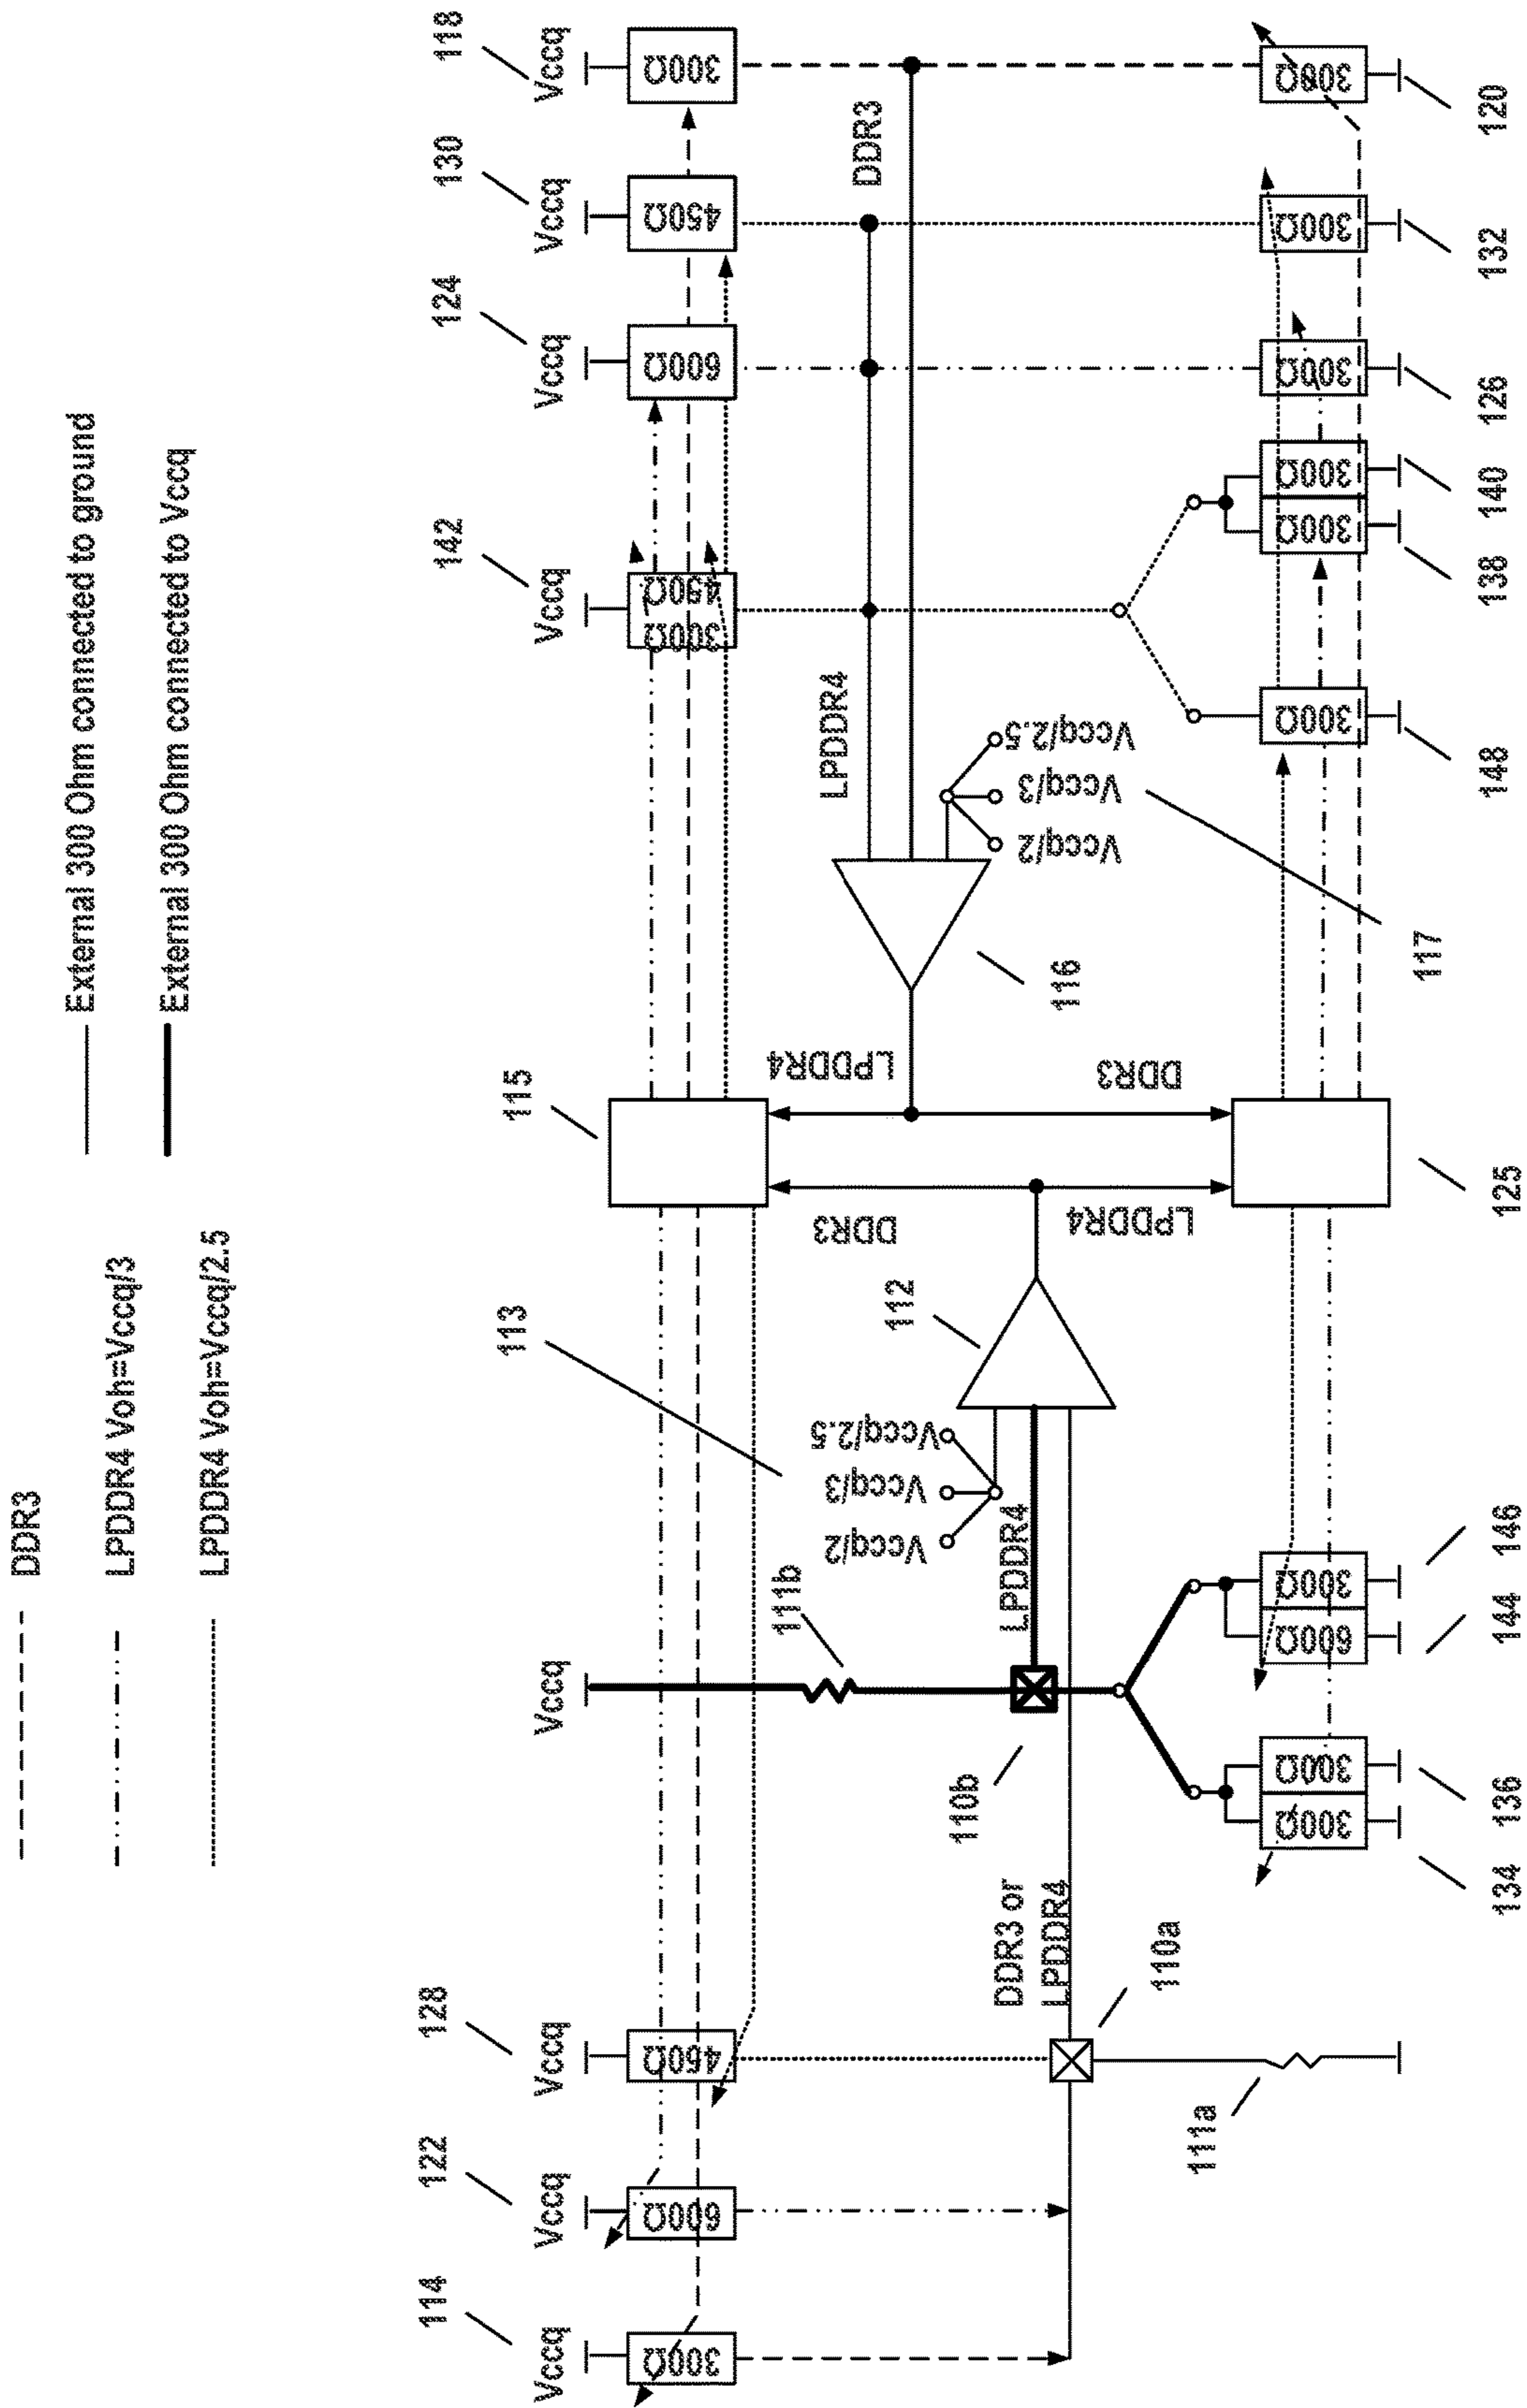 DDR3
LPDDR4 Voh=Vccq/3
LPDDR4 Voh=Vccq/2.5
External 300 Ohm connected to ground
External 300 Ohm connected to Vccq
114
122
128
113
115
142
124
130
118
Vccq
Vccq
Vccq
Vccq
Vccq
Vccq
Vccq
Vccq
300Ω
600Ω
450Ω
300Ω
450Ω
600Ω
450Ω
300Ω
111b
112
DDR3
LPDDR4
LPDDR4
DDR3
Vccq/2
Vccq/3
Vccq/2.5
LPDDR4
DDR3 or
LPDDR4
LPDDR4
DDR3
Vccq/2
Vccq/3
Vccq/2.5
110a
110b
116
117
111a
300Ω
300Ω
600Ω
300Ω
300Ω
300Ω
300Ω
300Ω
300Ω
300Ω
134
136
144
146
125
148
138
140
126
132
120